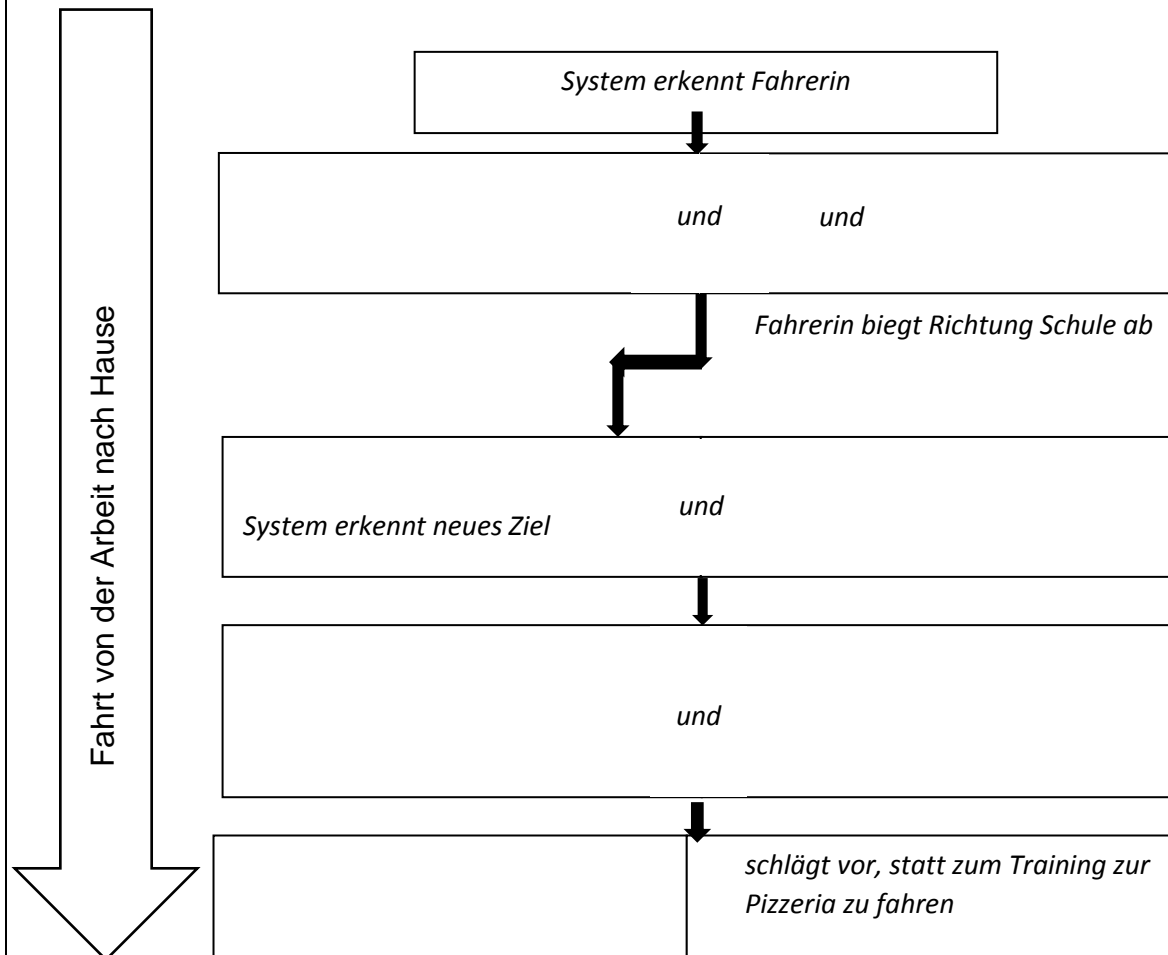 System erkennt Fahrerin
und und
Fahrerin biegt Richtung Schule ab
Fahrt von der Arbeit nach Hause
und
System erkennt neues Ziel
und
schlägt vor, statt zum Training zur
Pizzeria zu fahren